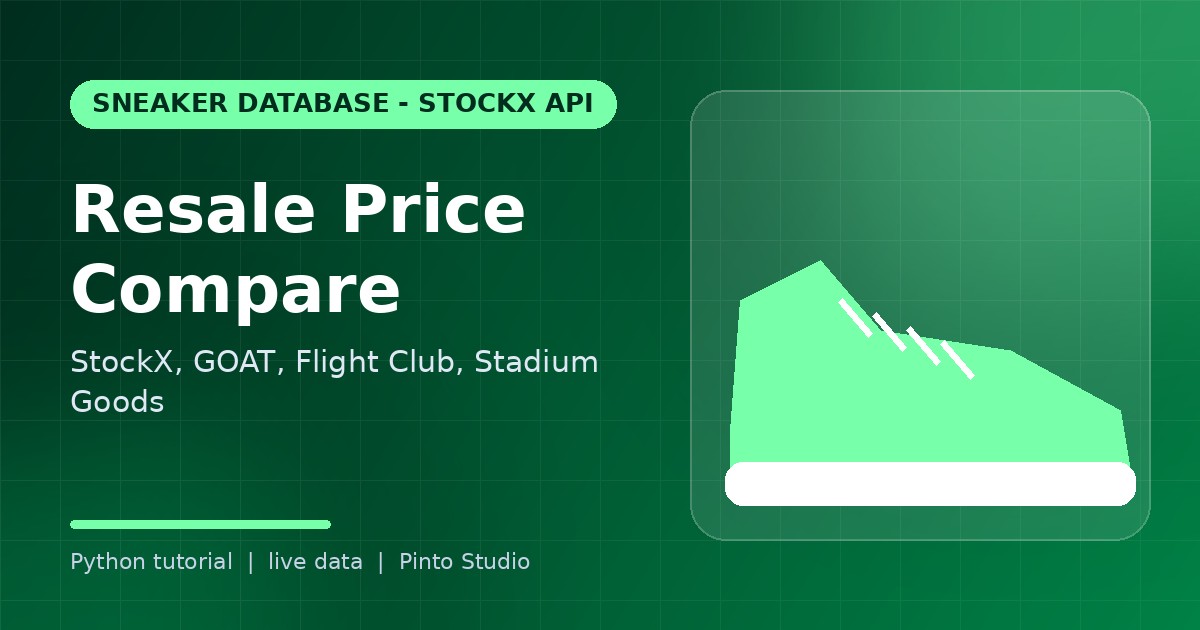 SNEAKER DATABASE - STOCKX API
Resale Price
Compare
StockX, GOAT, Flight Club, Stadium
Goods
Python tutorial | live data | Pinto Studio